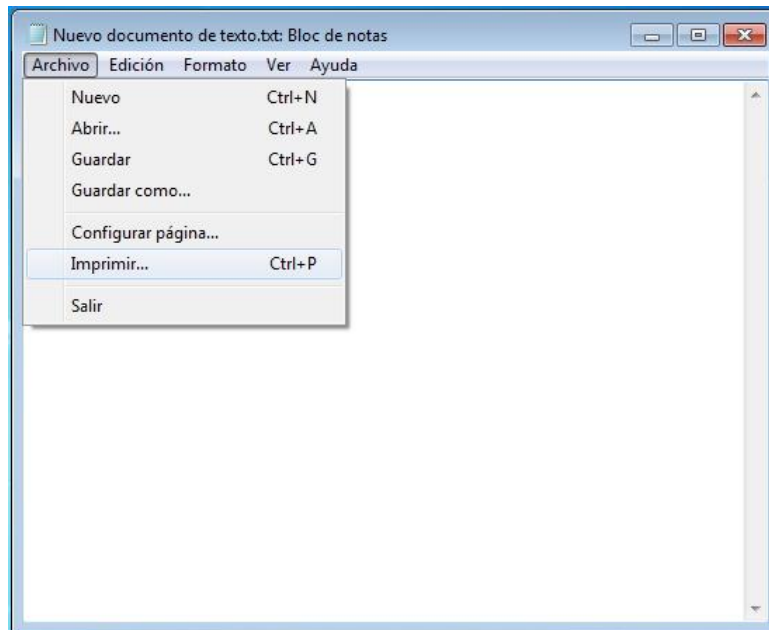 Nuevo documento de texto.txt: Bloc de notas
Archivo Edición Formato Ver Ayuda
Nuevo Ctrl+N
Abrir... Ctrl+A
Guardar Ctrl+G
Guardar como...
Configurar página...
Imprimir... Ctrl+P
Salir